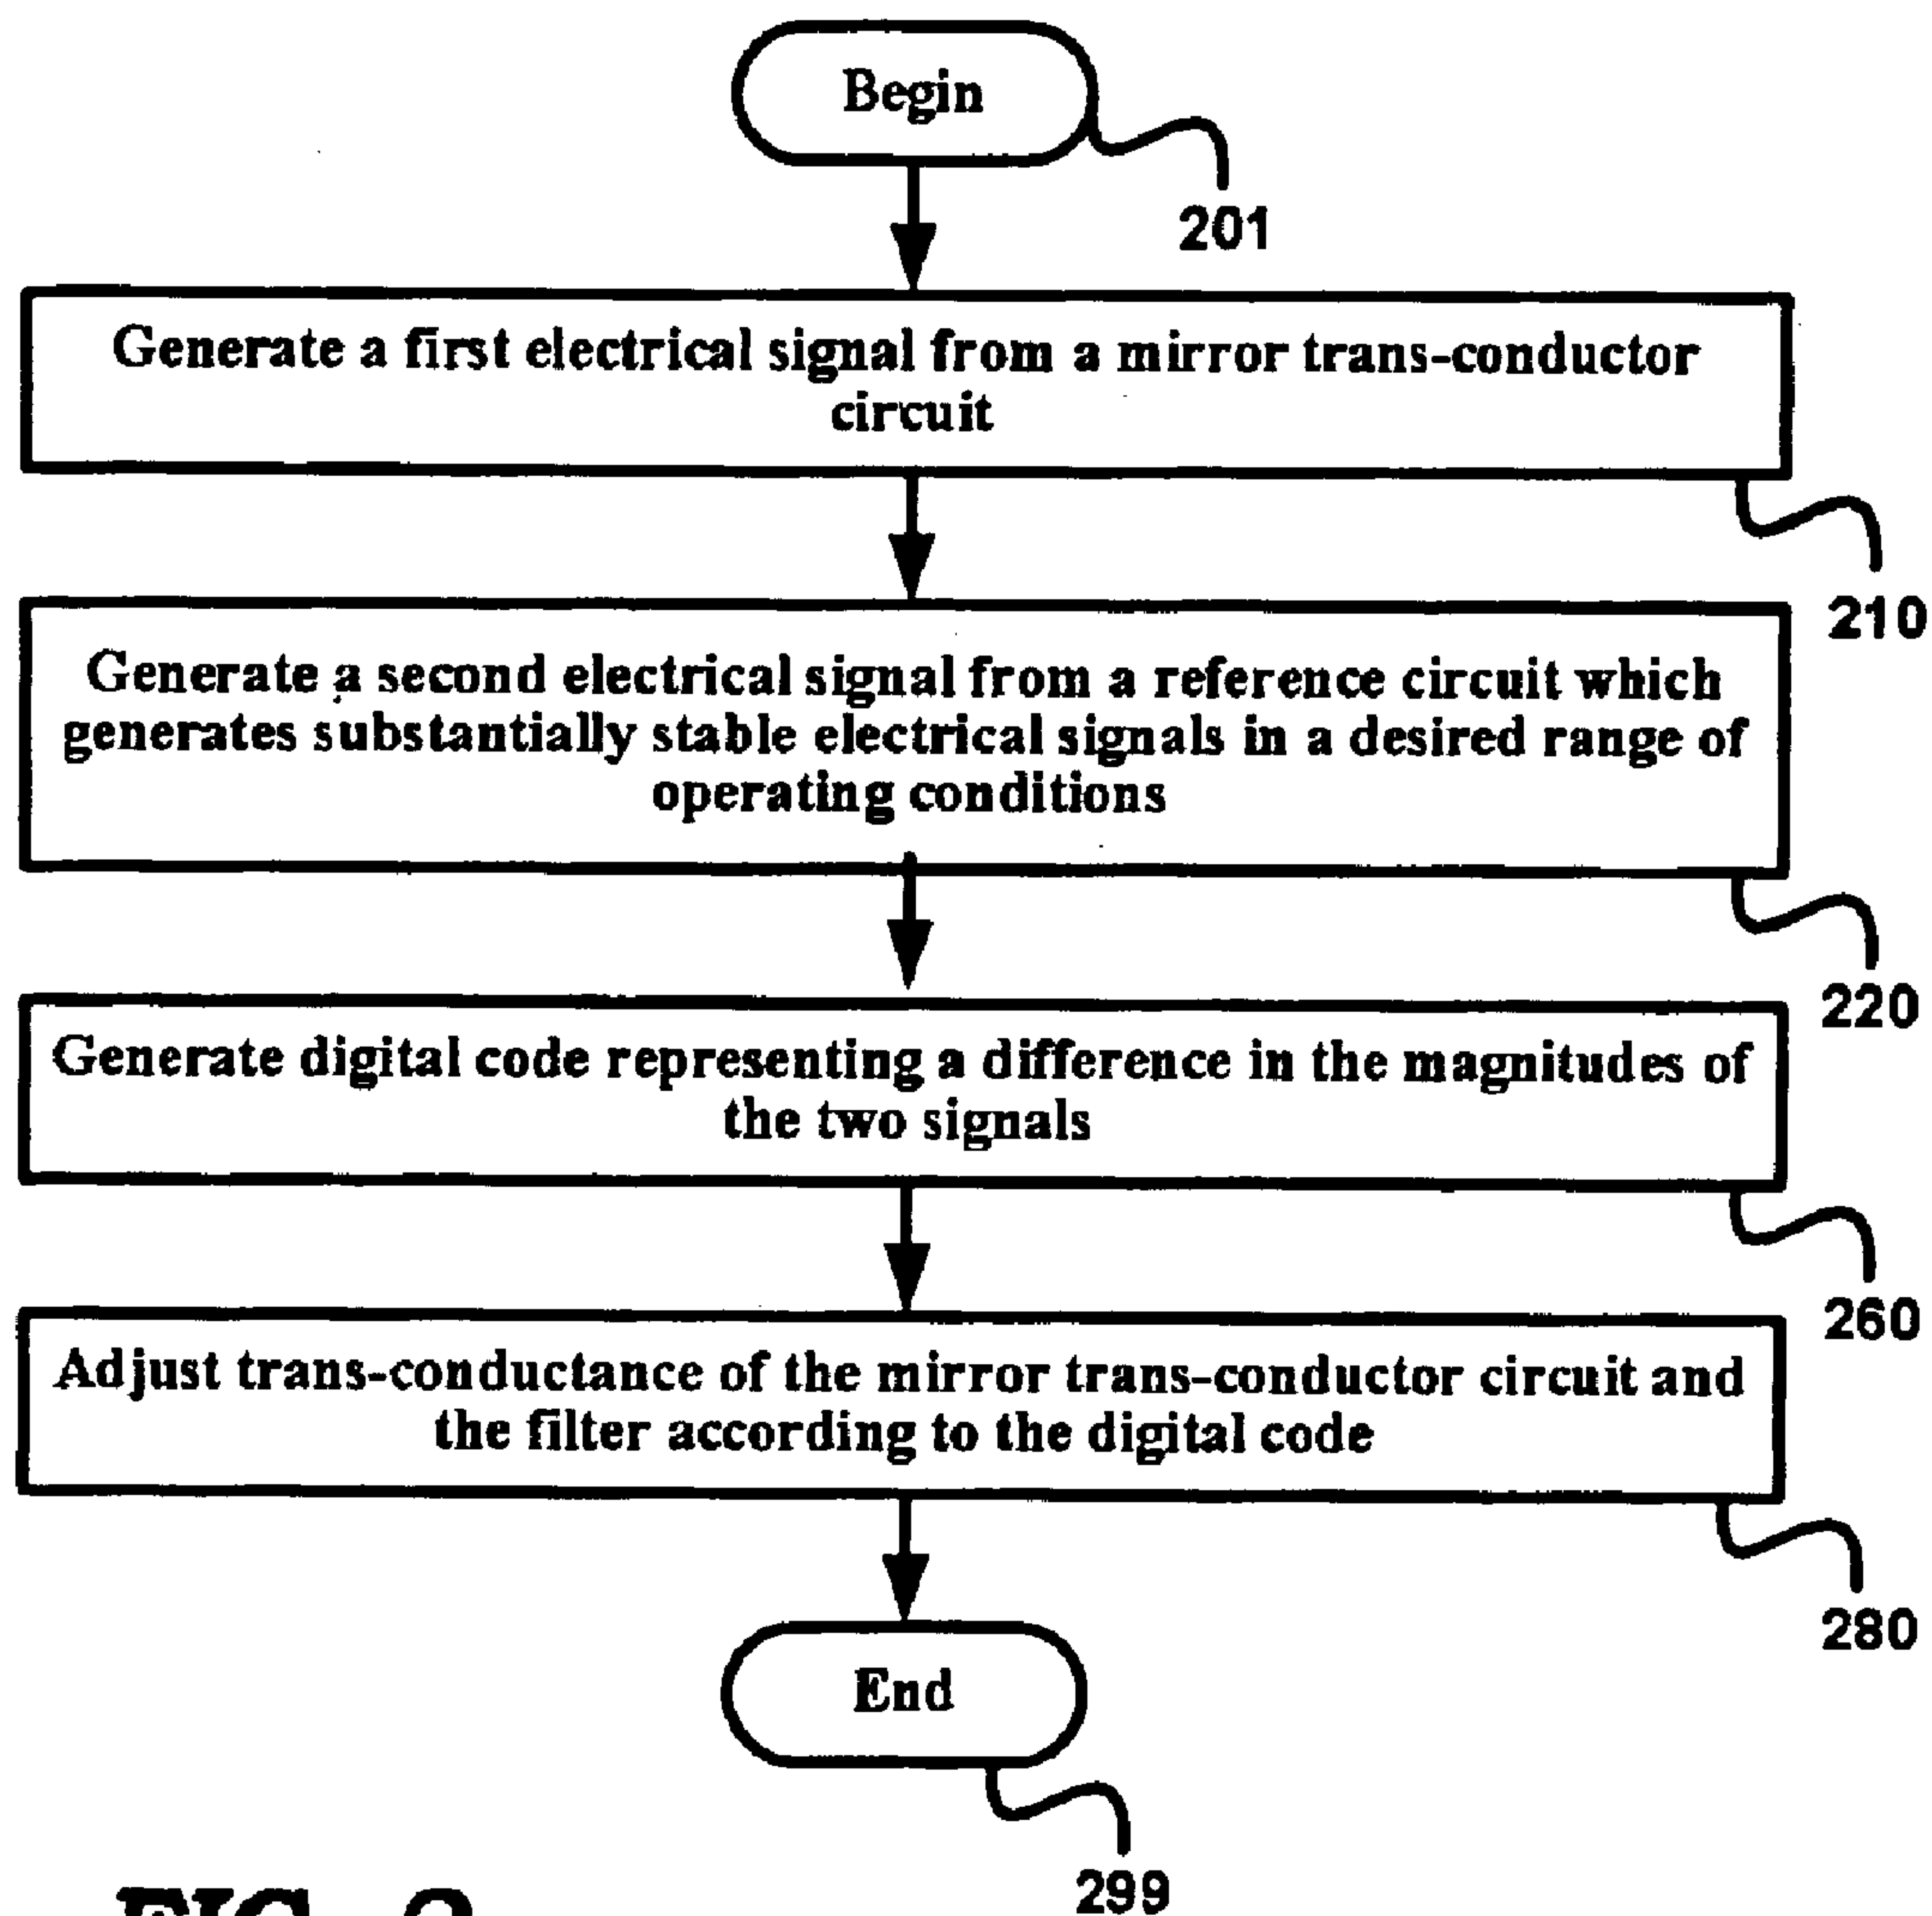 Begin
201
Generate a first electrical signal from a mirror trans-conductor
circuit
210
Generate a second electrical signal from a reference circuit which
generates substantially stable electrical signals in a desired range of
operating conditions
220
Generate digital code representing a difference in the magnitudes of
the two signals
260
Adjust trans-conductance of the mirror trans-conductor circuit and
the filter according to the digital code
280
End
299
FIG.